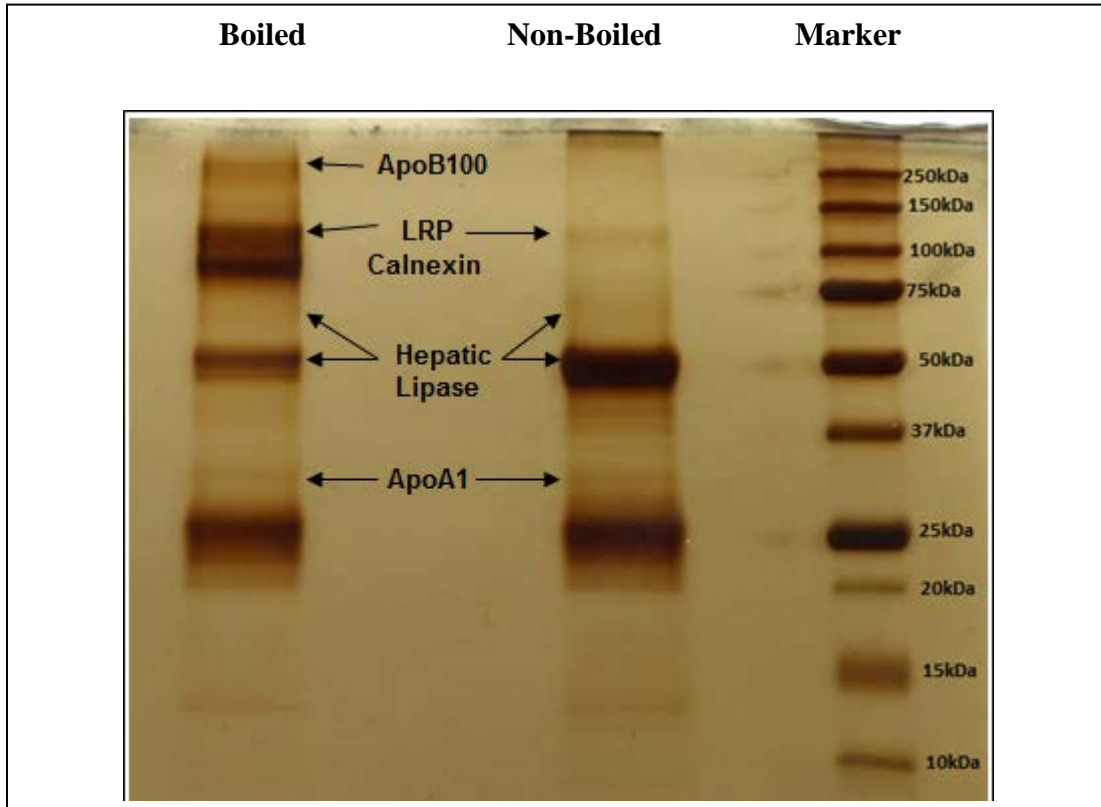 Boiled Non-Boiled Marker
ApoB100
250kDa
150kDa
LRP
Calnexin
100kDa
75kDa
Hepatic
Lipase
50kDa
37kDa
ApoA1
25kDa
20kDa
15kDa
10kDa